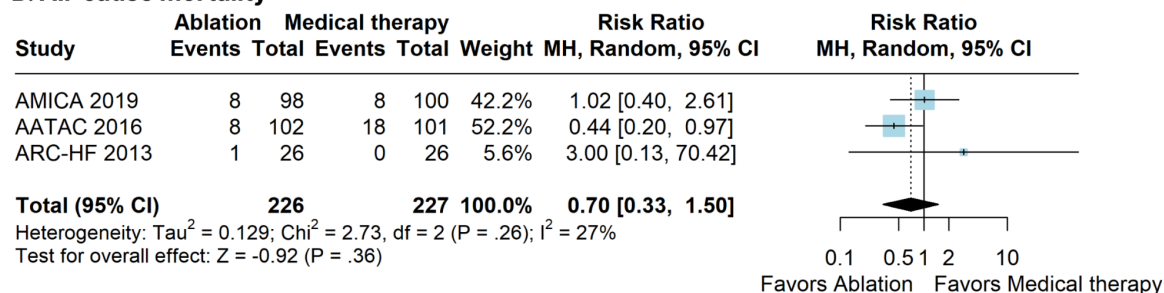 Ablation Medical therapy Risk Ratio Risk Ratio
Study Events Total Events Total Weight MH, Random, 95% CI MH, Random, 95% CI
AMICA 2019 8 98 8 100 42.2% 1.02 [0.40, 2.61]
AATAC 2016 8 102 18 101 52.2% 0.44 [0.20, 0.97]
ARC-HF 2013 1 26 0 26 5.6% 3.00 [0.13, 70.42]
Total (95% CI) 226 227 100.0% 0.70 [0.33, 1.50]
Heterogeneity: Tau² = 0.129; Chi² = 2.73, df = 2 (P = .26); I² = 27%
Test for overall effect: Z = -0.92 (P = .36)
0.1 0.5 1 2 10
Favors Ablation Favors Medical therapy